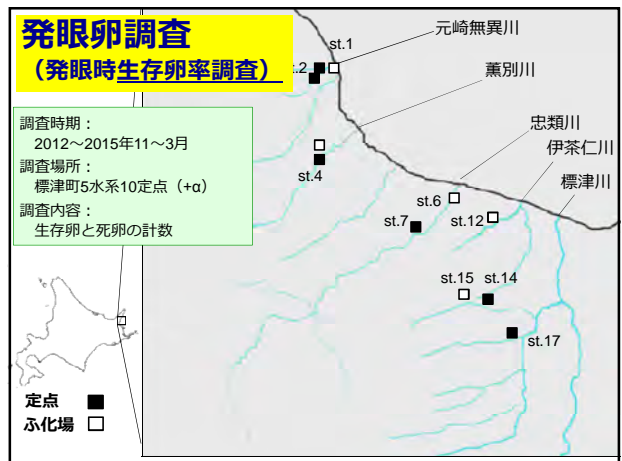 発眼卵調査
（発眼時生存卵率調査）
調査時期：
2012～2015年11～3月
調査場所：
標津町5水系10定点（+α）
調査内容：
生存卵と死卵の計数
元崎無異川
st.1
st.2
薫別川
忠類川
伊茶仁川
標津川
st.4
st.6
st.7
st.12
st.15
st.14
st.17
定点 ■
ふ化場 □